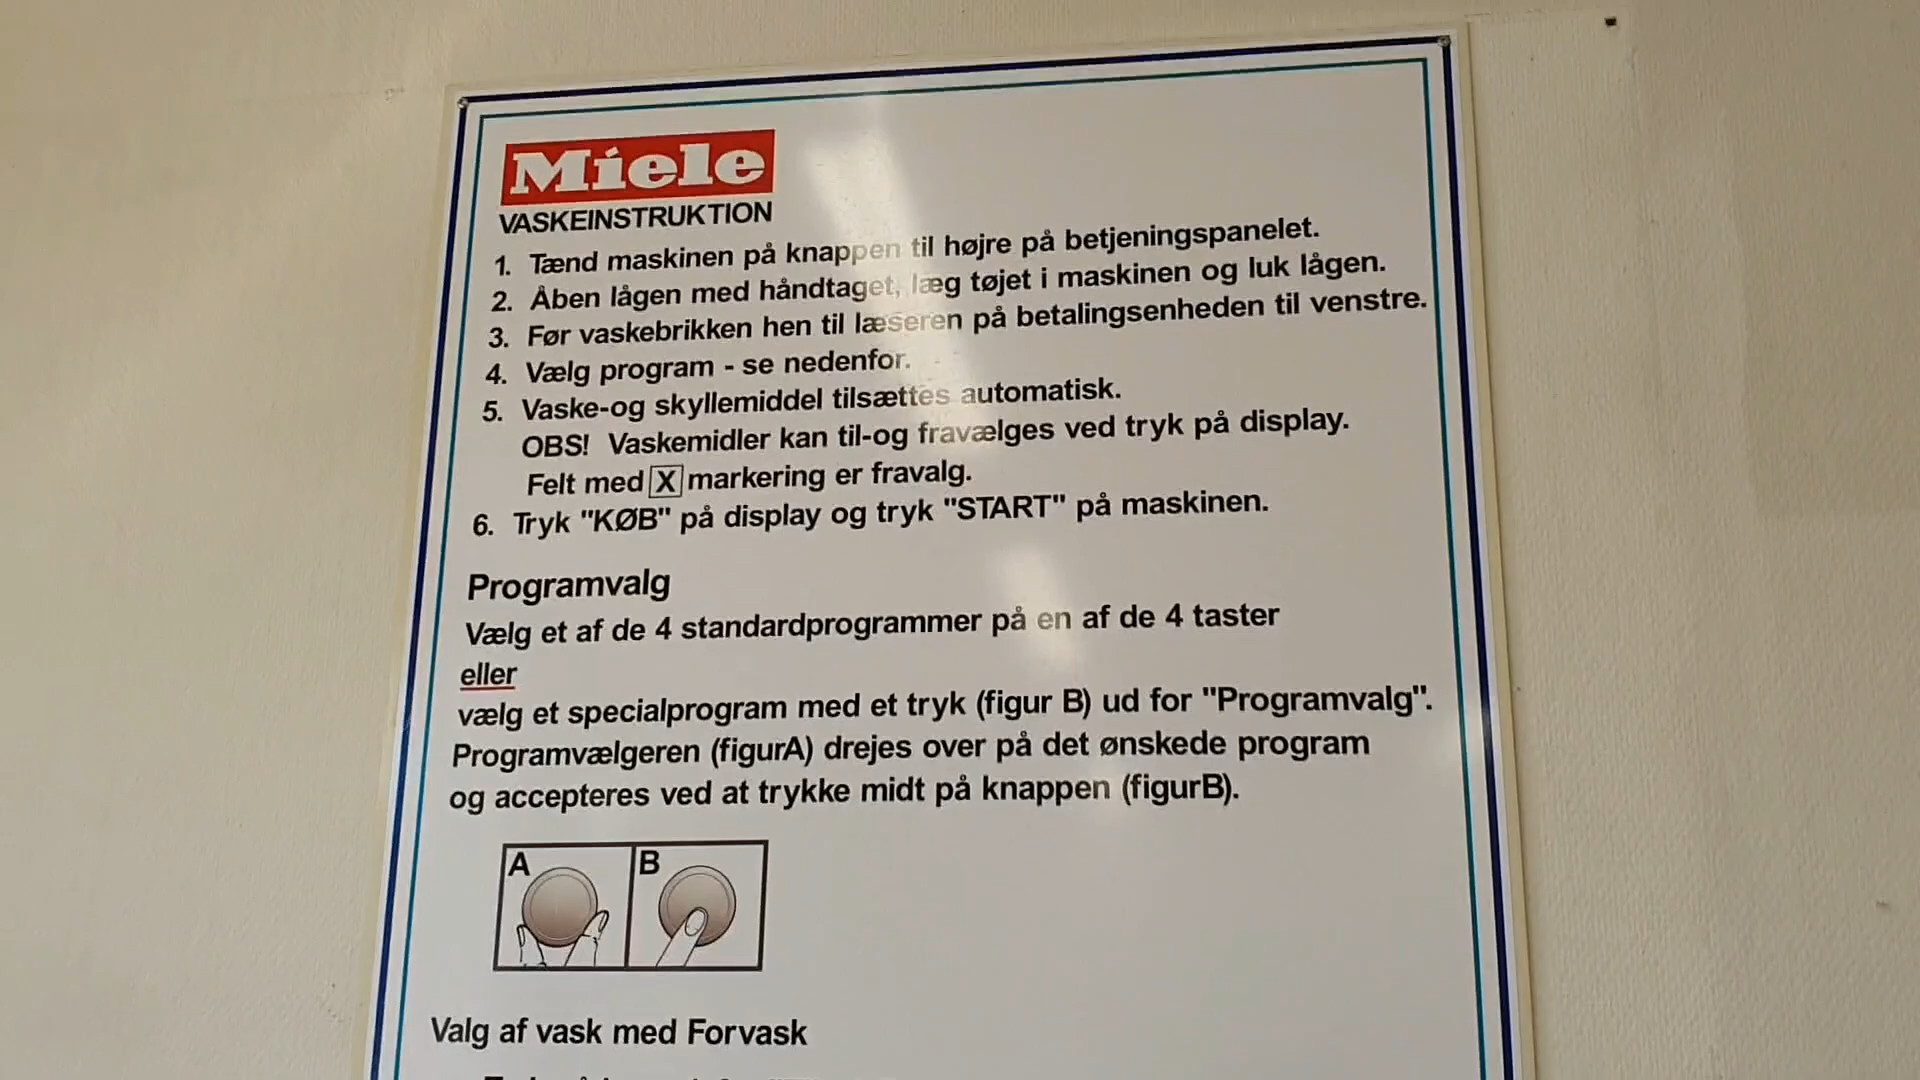 Miele
VASKEINSTRUKTION
1. Tænd maskinen på knappen til højre på betjeningspanelet.
2. Åben lågen med håndtaget, læg tøjet i maskinen og luk lågen.
3. Før vaskebrikken hen til læseren på betalingsenheden til venstre.
4. Vælg program - se nedenfor.
5. Vaske-og skyllemiddel tilsættes automatisk.
OBS! Vaskemidler kan til-og fravælges ved tryk på display.
Felt med X markering er fravalg.
6. Tryk "KØB" på display og tryk "START" på maskinen.
Programvalg
Vælg et af de 4 standardprogrammer på en af de 4 taster
eller
vælg et specialprogram med et tryk (figur B) ud for "Programvalg".
Programvælgeren (figurA) drejes over på det ønskede program
og accepteres ved at trykke midt på knappen (figurB).
A B
Valg af vask med Forvask